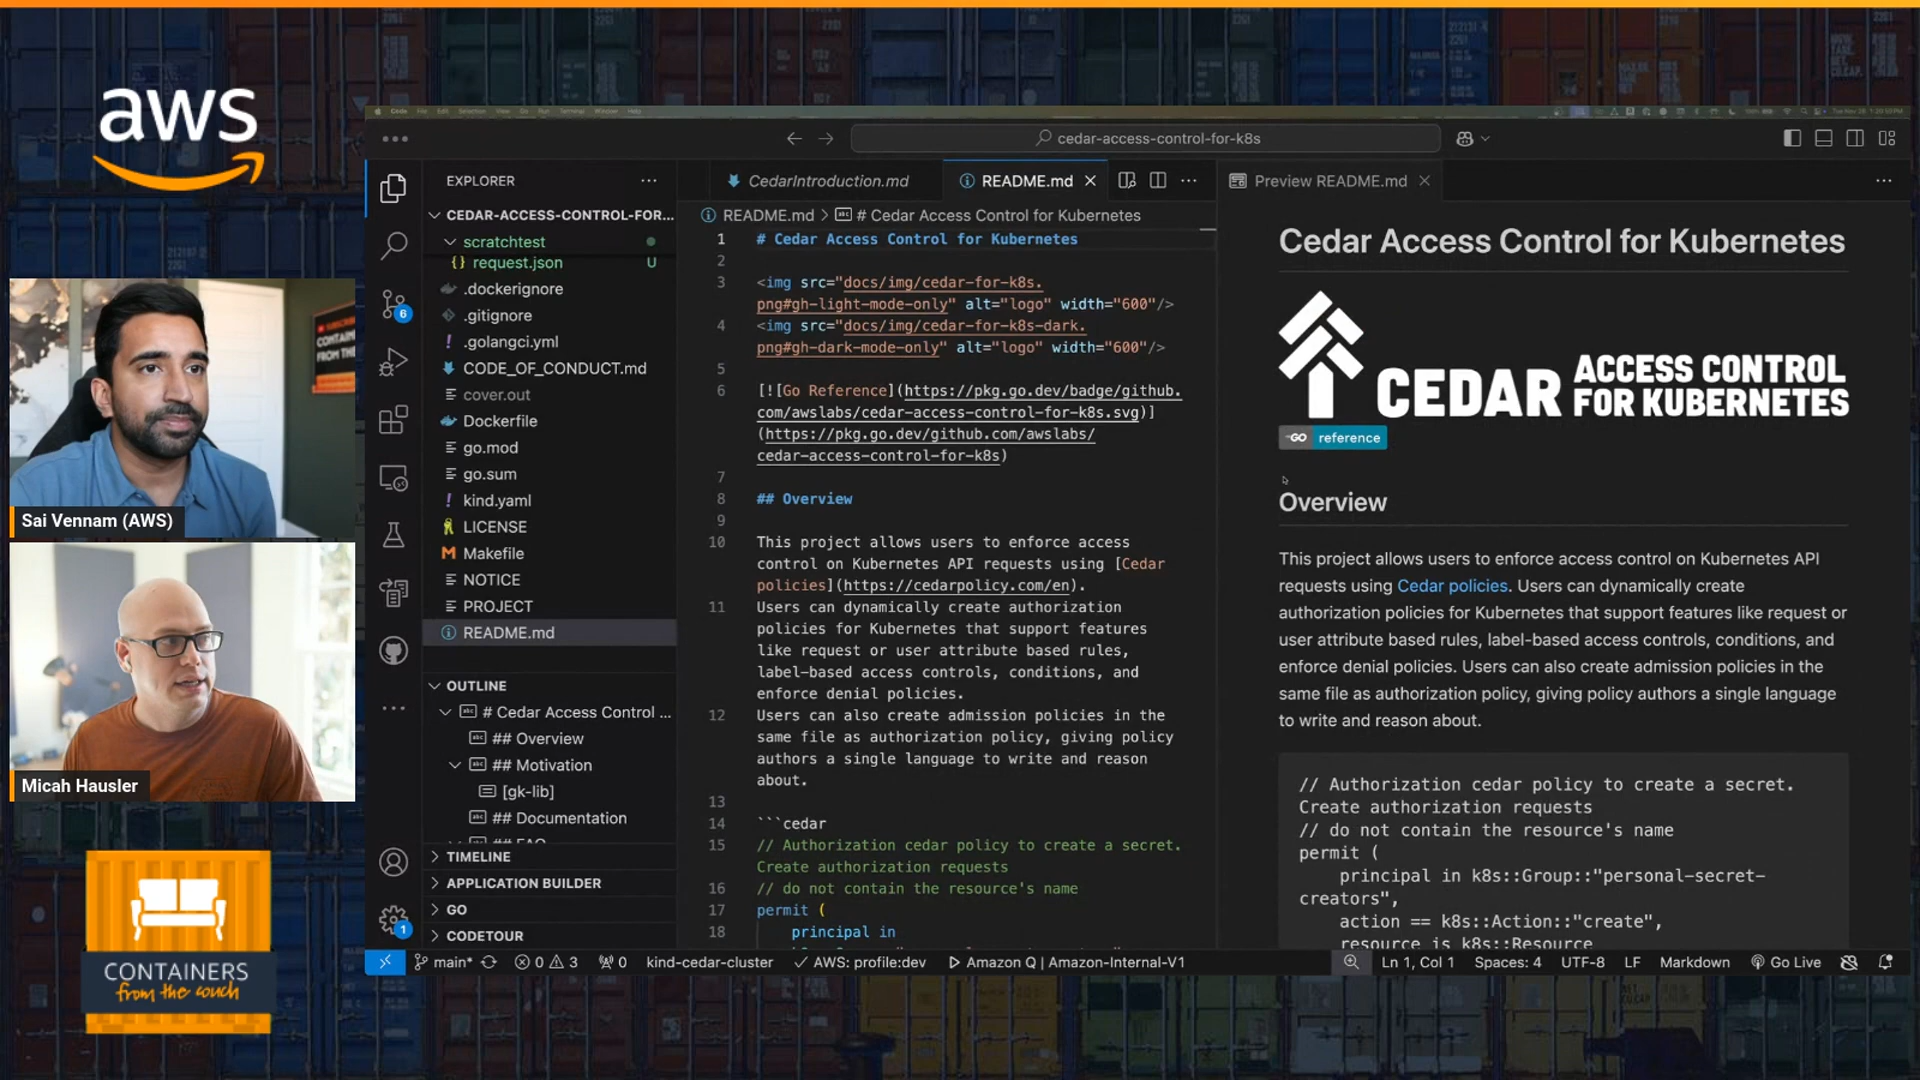 aws
Sai Vennam (AWS)
Micah Hausler
CONTAINERS
from the couch
cedar-access-control-for-k8s
EXPLORER
CEDAR-ACCESS-CONTROL-FOR...
scratchtest
{} request.json U
.dockerignore
.gitignore
! .golangci.yml
CODE_OF_CONDUCT.md
cover.out
Dockerfile
go.mod
go.sum
! kind.yaml
LICENSE
Makefile
NOTICE
PROJECT
README.md
OUTLINE
# Cedar Access Control ...
## Overview
## Motivation
[gk-lib]
## Documentation
## FAQ
TIMELINE
APPLICATION BUILDER
GO
CODETOUR
6
1
CedarIntroduction.md
README.md
README.md > # Cedar Access Control for Kubernetes
1 # Cedar Access Control for Kubernetes
2
3 <img src="docs/img/cedar-for-k8s.
png#gh-light-mode-only" alt="logo" width="600"/>
4 <img src="docs/img/cedar-for-k8s-dark.
png#gh-dark-mode-only" alt="logo" width="600"/>
5
6 [![Go Reference](https://pkg.go.dev/badge/github.
com/awslabs/cedar-access-control-for-k8s.svg)]
(https://pkg.go.dev/github.com/awslabs/
cedar-access-control-for-k8s)
7
8 ## Overview
9
10 This project allows users to enforce access
control on Kubernetes API requests using [Cedar
policies](https://cedarpolicy.com/en).
11 Users can dynamically create authorization
policies for Kubernetes that support features
like request or user attribute based rules,
label-based access controls, conditions, and
enforce denial policies.
12 Users can also create admission policies in the
same file as authorization policy, giving policy
authors a single language to write and reason
about.
13
14 ```cedar
15 // Authorization cedar policy to create a secret.
Create authorization requests
16 // do not contain the resource's name
17 permit (
18 principal in
Preview README.md
Cedar Access Control for Kubernetes
CEDAR ACCESS CONTROL
FOR KUBERNETES
GO reference
Overview
This project allows users to enforce access control on Kubernetes API
requests using Cedar policies. Users can dynamically create
authorization policies for Kubernetes that support features like request or
user attribute based rules, label-based access controls, conditions, and
enforce denial policies. Users can also create admission policies in the
same file as authorization policy, giving policy authors a single language
to write and reason about.
// Authorization cedar policy to create a secret.
Create authorization requests
// do not contain the resource's name
permit (
principal in k8s::Group::"personal-secret-
creators",
action == k8s::Action::"create",
resource is k8s::Resource
main* 0 3 0 kind-cedar-cluster AWS: profile:dev Amazon Q | Amazon-Internal-V1 Ln 1, Col 1 Spaces: 4 UTF-8 LF Markdown Go Live